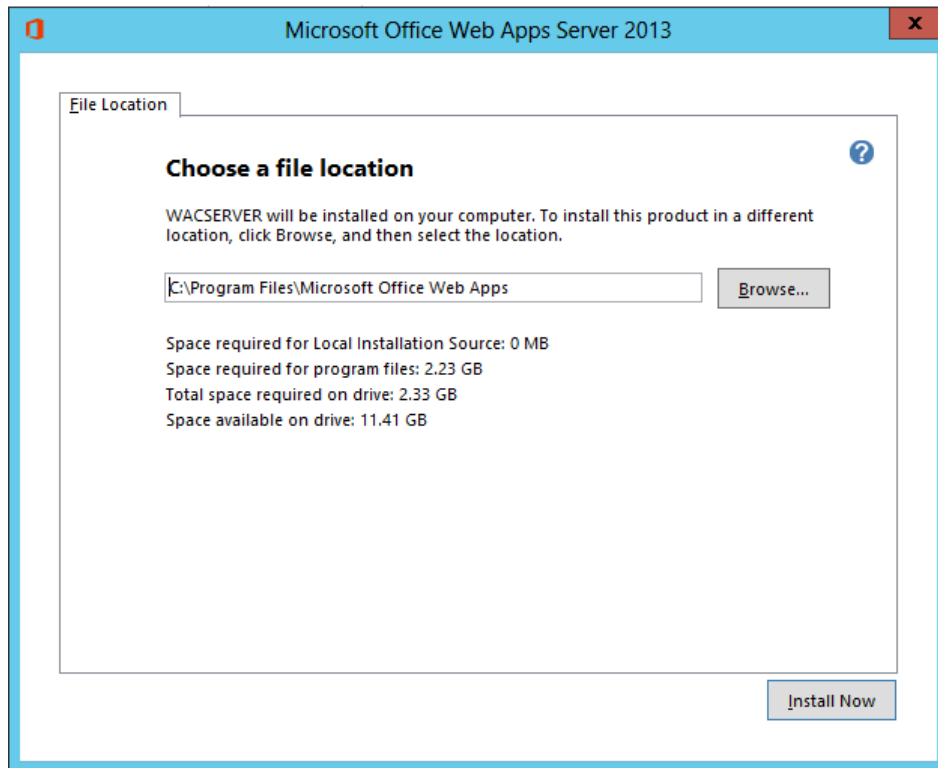 Microsoft Office Web Apps Server 2013
x
File Location
?
Choose a file location
WACSERVER will be installed on your computer. To install this product in a different
location, click Browse, and then select the location.
C:\Program Files\Microsoft Office Web Apps
Browse...
Space required for Local Installation Source: 0 MB
Space required for program files: 2.23 GB
Total space required on drive: 2.33 GB
Space available on drive: 11.41 GB
Install Now